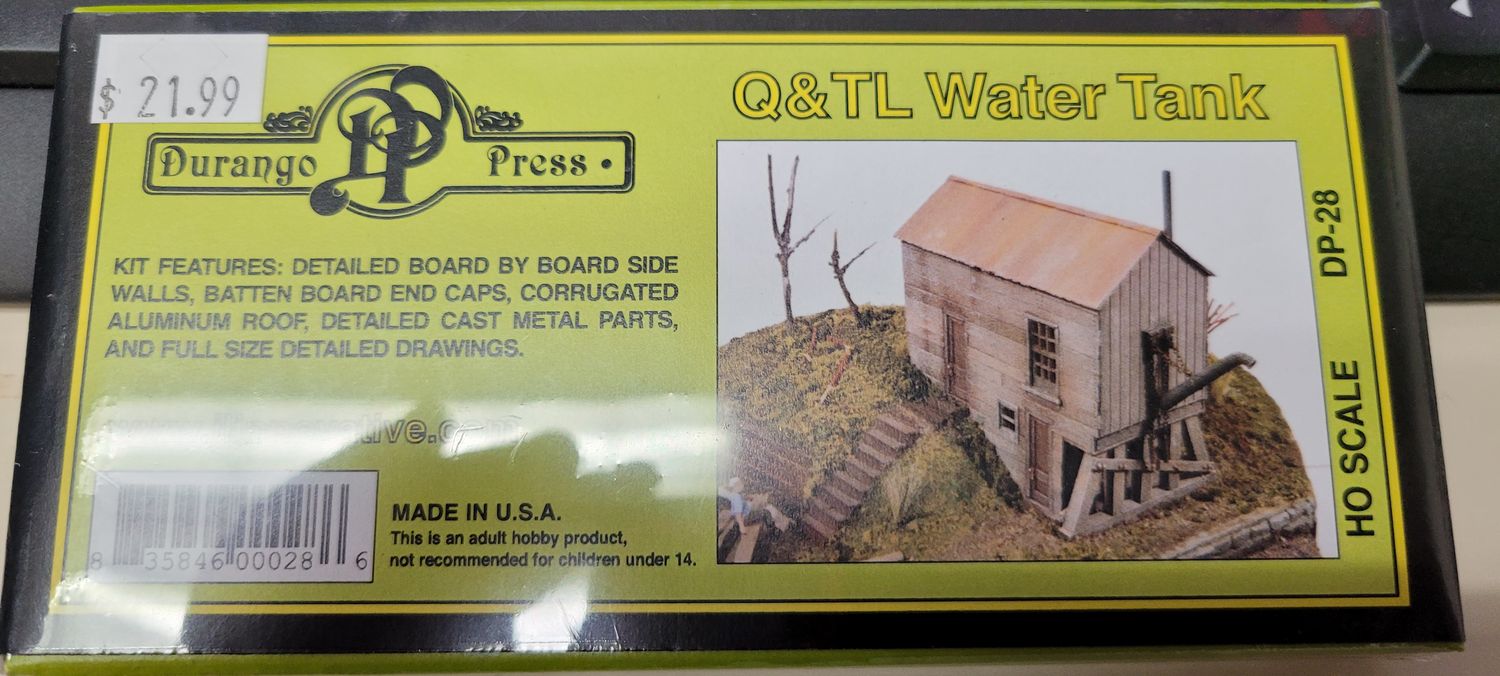 $ 21.99
Durango DP Press •
KIT FEATURES: DETAILED BOARD BY BOARD SIDE
WALLS, BATTEN BOARD END CAPS, CORRUGATED
ALUMINUM ROOF, DETAILED CAST METAL PARTS,
AND FULL SIZE DETAILED DRAWINGS.
8 35846 00028 6
MADE IN U.S.A.
This is an adult hobby product,
not recommended for children under 14.
Q&TL Water Tank
HO SCALE DP-28